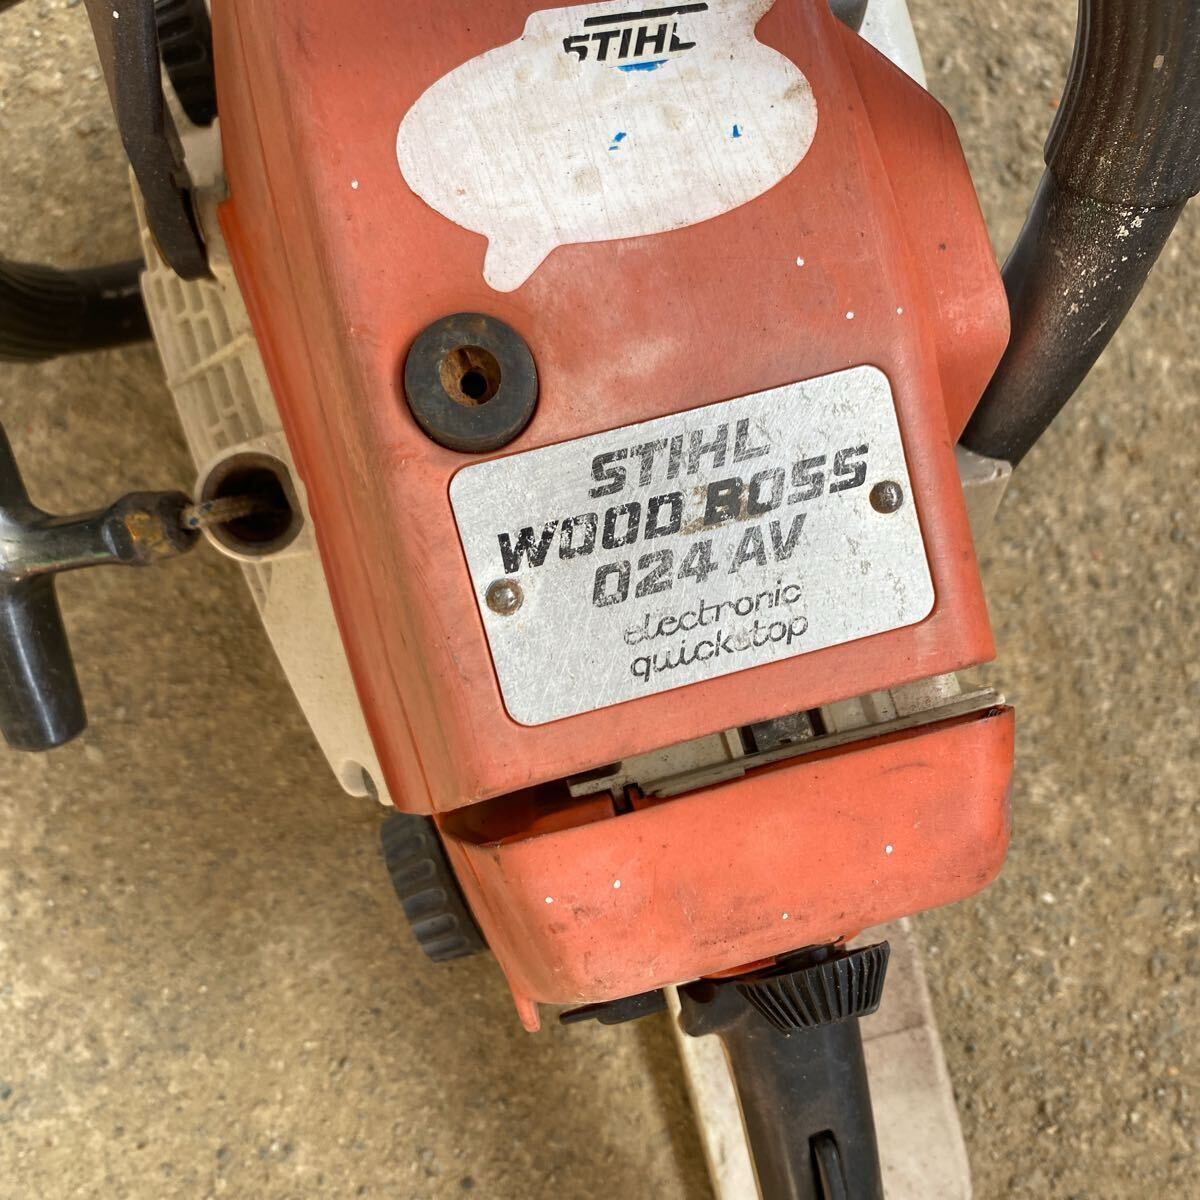 STIHL
STIHL
WOOD BOSS
024 AV
electronic
quickstop